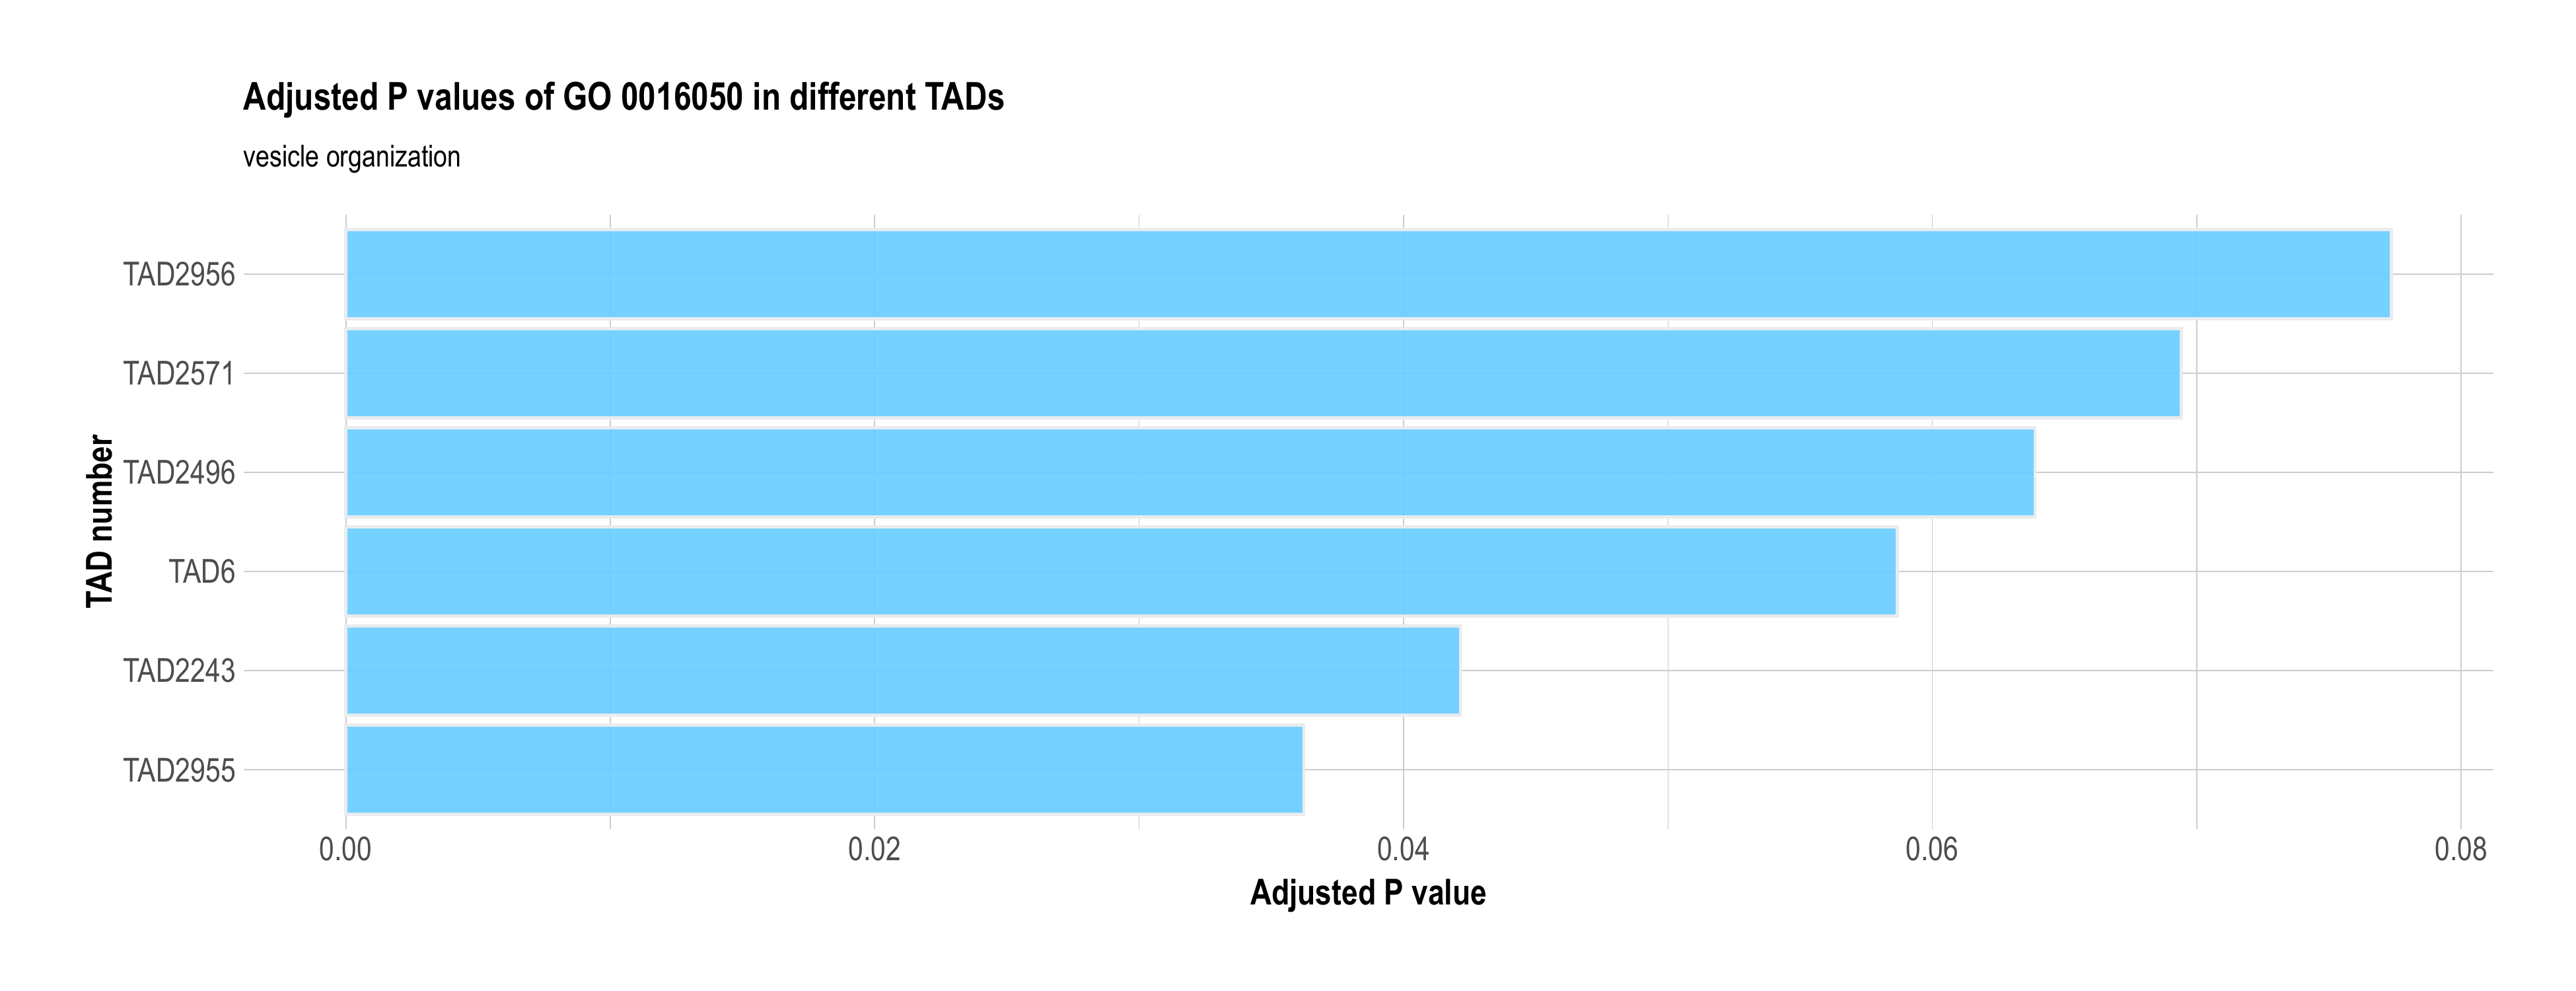 Adjusted P values of GO 0016050 in different TADs
vesicle organization
TAD number
TAD2956
TAD2571
TAD2496
TAD6
TAD2243
TAD2955
0.00 0.02 0.04 0.06 0.08
Adjusted P value